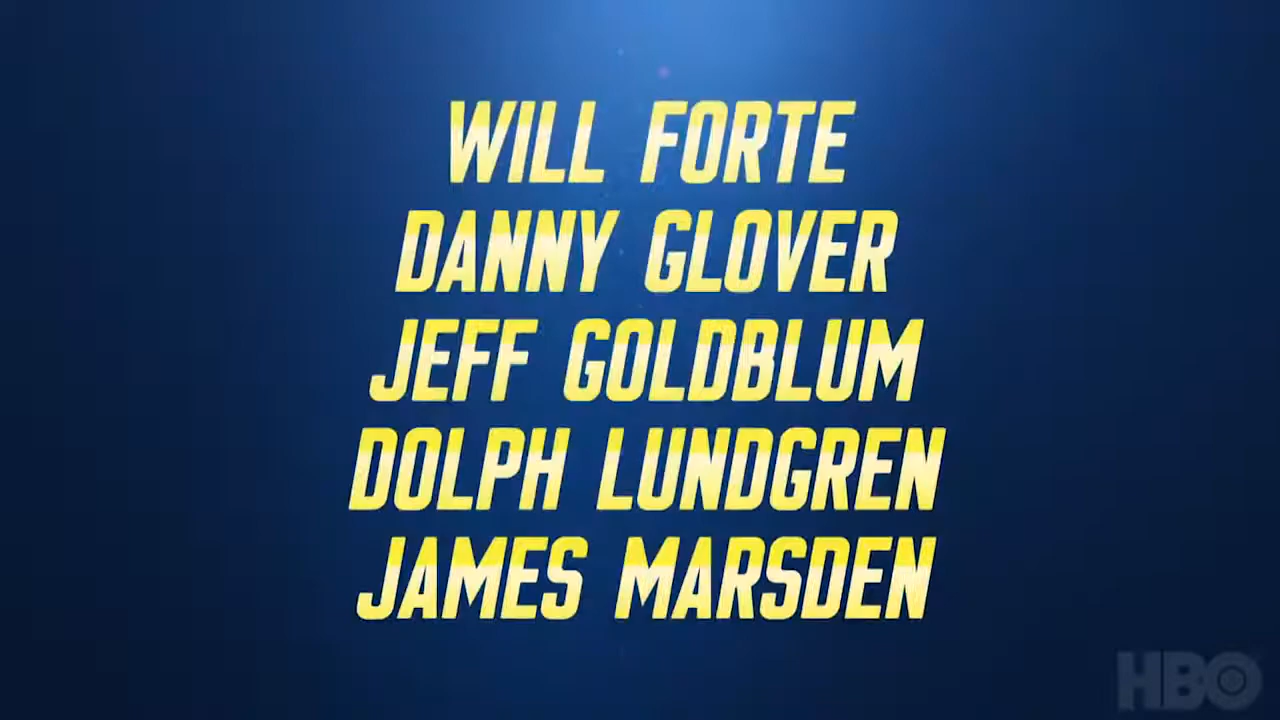 WILL FORTE
DANNY GLOVER
JEFF GOLDBLUM
DOLPH LUNDGREN
JAMES MARSDEN
HBO